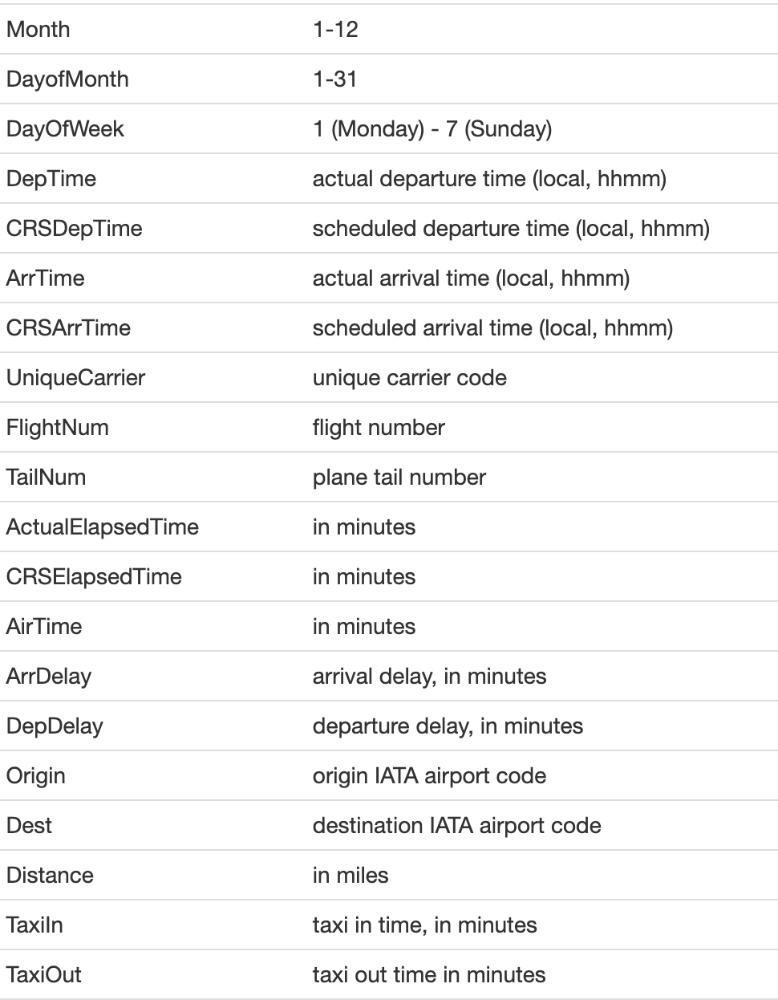 Month 1-12
DayofMonth 1-31
DayOfWeek 1 (Monday) - 7 (Sunday)
DepTime actual departure time (local, hhmm)
CRSDepTime scheduled departure time (local, hhmm)
ArrTime actual arrival time (local, hhmm)
CRSArrTime scheduled arrival time (local, hhmm)
UniqueCarrier unique carrier code
FlightNum flight number
TailNum plane tail number
ActualElapsedTime in minutes
CRSElapsedTime in minutes
AirTime in minutes
ArrDelay arrival delay, in minutes
DepDelay departure delay, in minutes
Origin origin IATA airport code
Dest destination IATA airport code
Distance in miles
TaxiIn taxi in time, in minutes
TaxiOut taxi out time in minutes